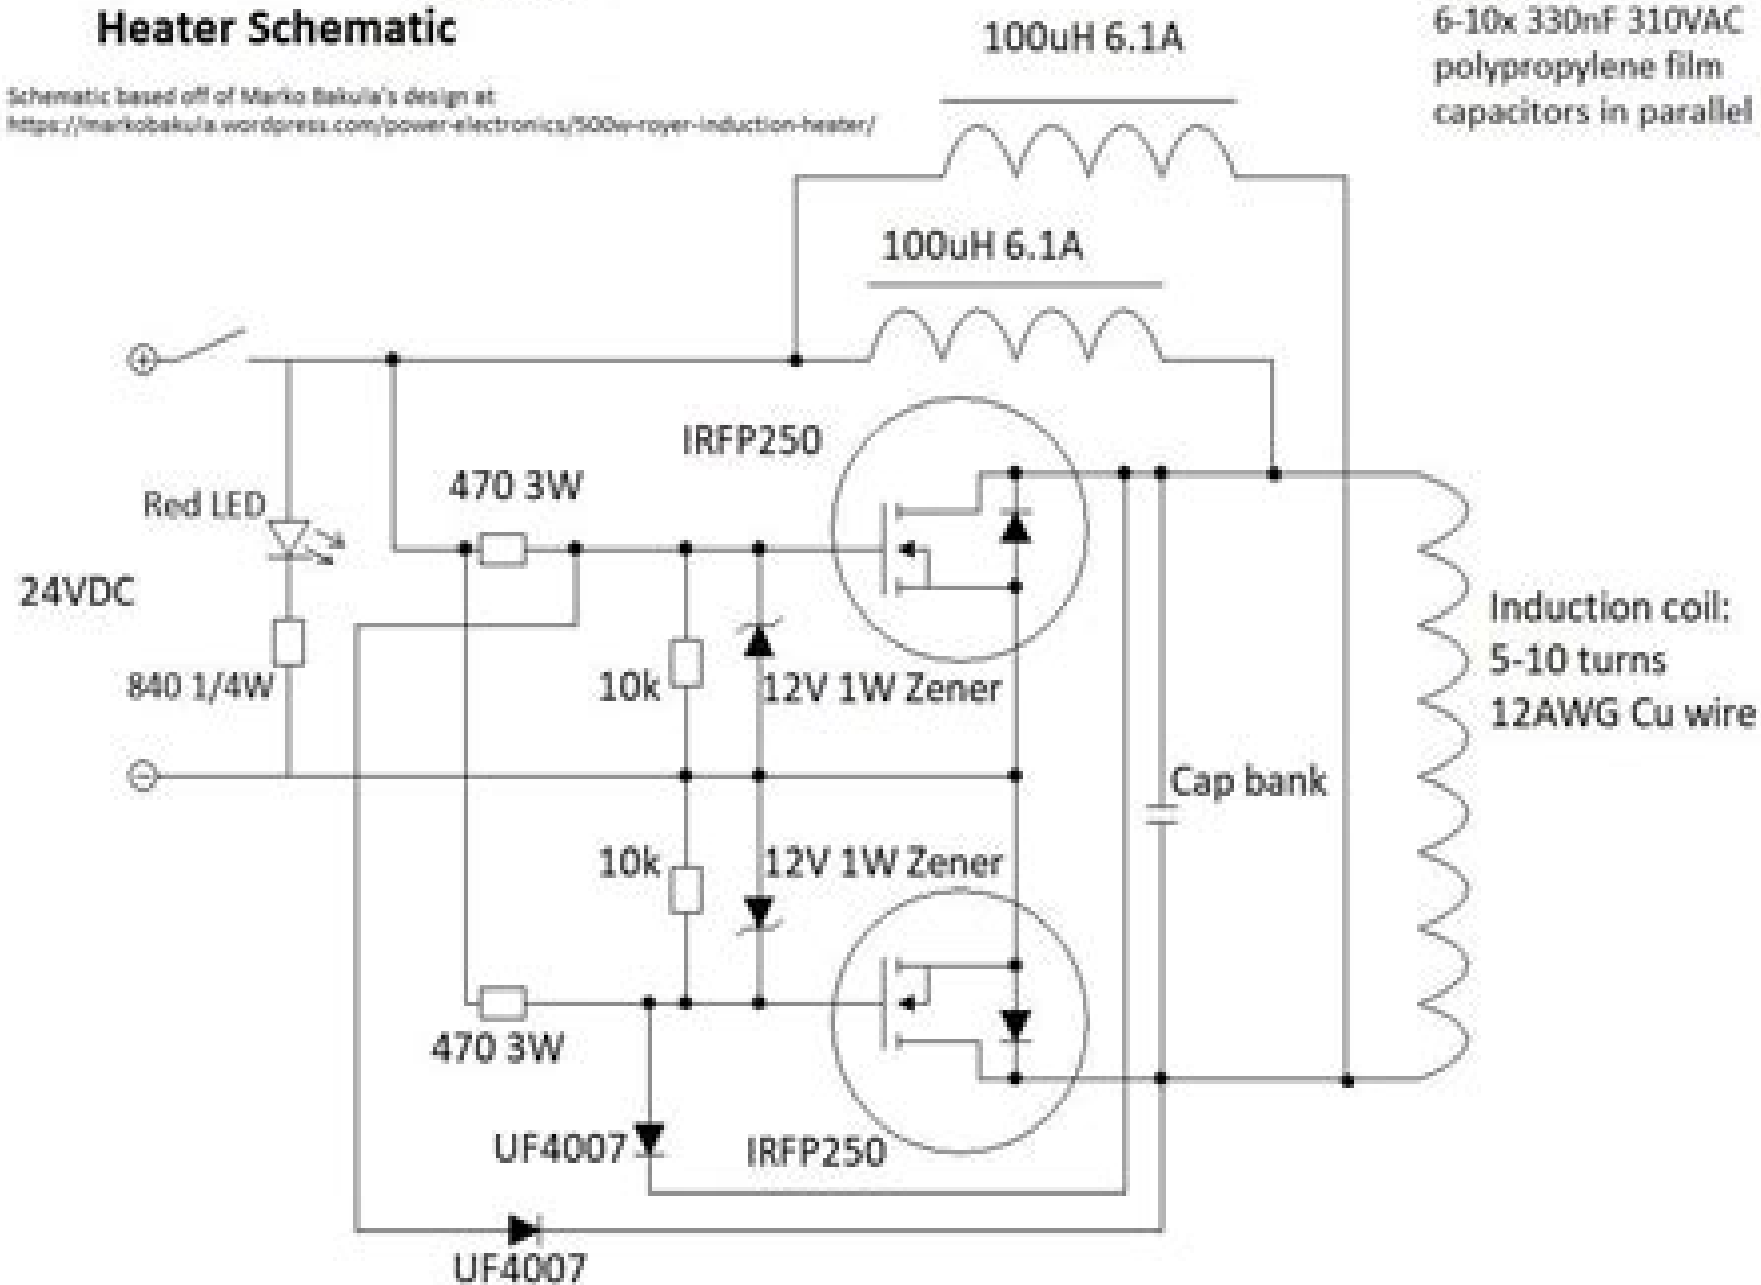 Heater Schematic
Schematic based off of Marko Bakula's design at
https://markobakula.wordpress.com/power-electronics/500w-royer-induction-heater/
100uH 6.1A
6-10x 330nF 310VAC
polypropylene film
capacitors in parallel
100uH 6.1A
IRFP250
470 3W
Red LED
24VDC
840 1/4W
10k
12V 1W Zener
Induction coil:
5-10 turns
12AWG Cu wire
Cap bank
10k
12V 1W Zener
470 3W
UF4007
IRFP250
UF4007